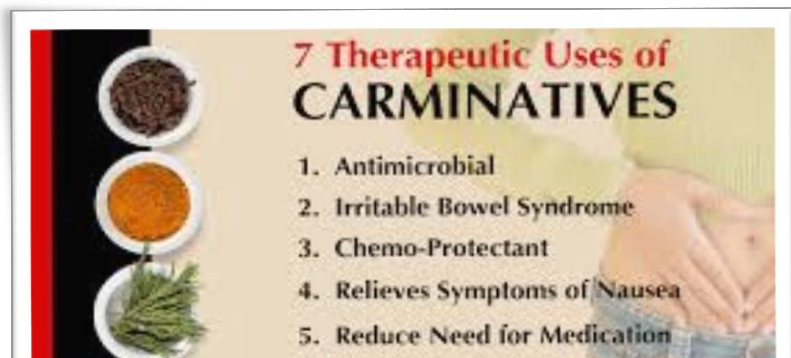 7 Therapeutic Uses of
CARMINATIVES
1. Antimicrobial
2. Irritable Bowel Syndrome
3. Chemo-Protectant
4. Relieves Symptoms of Nausea
5. Reduce Need for Medication